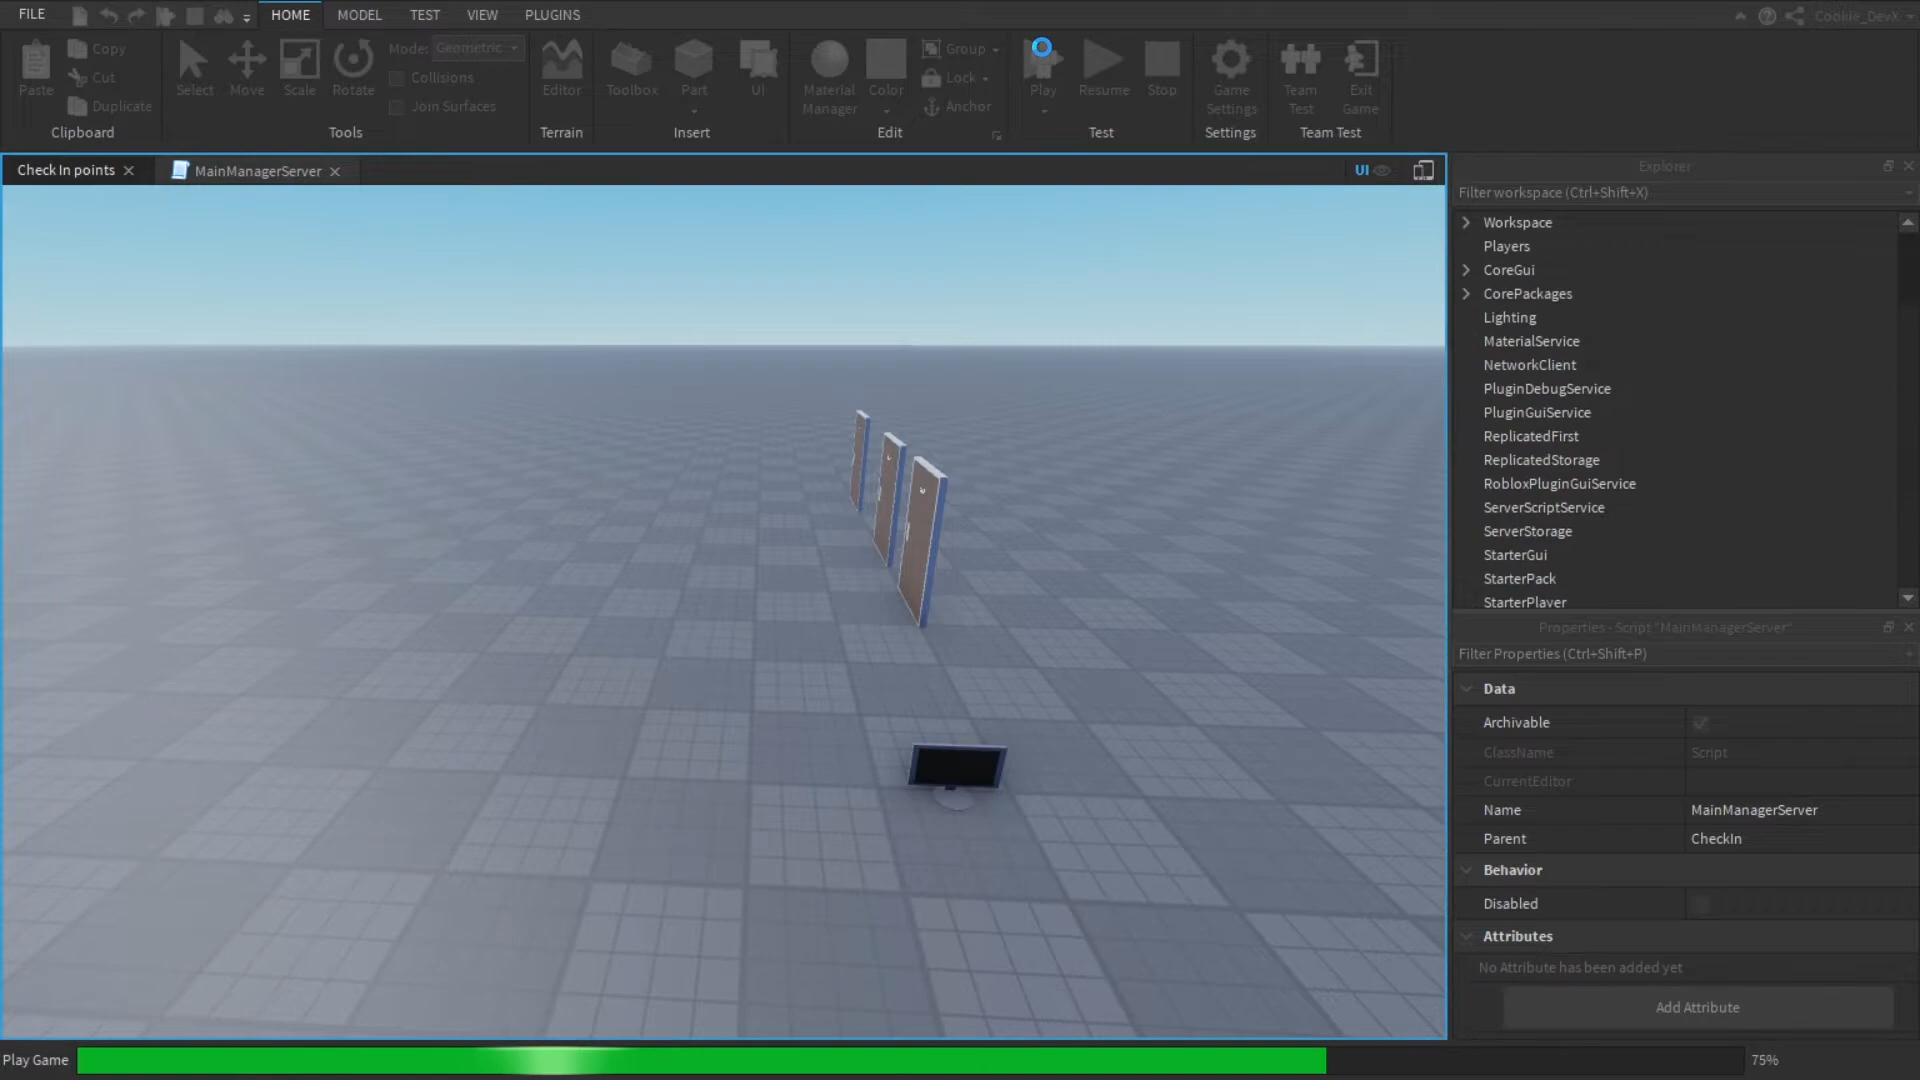 FILE HOME MODEL TEST VIEW PLUGINS Cookie_DevX
Paste Copy Cut Duplicate
Clipboard
Select Move Scale Rotate
Mode: Geometric
Collisions
Join Surfaces
Tools
Editor
Terrain
Toolbox Part UI
Insert
Material Manager Color
Group
Lock
Anchor
Edit
Play Resume Stop
Test
Game Settings
Settings
Team Test Exit Game
Team Test
Check In points MainManagerServer UI
Explorer
Filter workspace (Ctrl+Shift+X)
Workspace
Players
CoreGui
CorePackages
Lighting
MaterialService
NetworkClient
PluginDebugService
PluginGuiService
ReplicatedFirst
ReplicatedStorage
RobloxPluginGuiService
ServerScriptService
ServerStorage
StarterGui
StarterPack
StarterPlayer
Properties - Script "MainManagerServer"
Filter Properties (Ctrl+Shift+P)
Data
Archivable
ClassName Script
CurrentEditor
Name MainManagerServer
Parent CheckIn
Behavior
Disabled
Attributes
No Attribute has been added yet
Add Attribute
Play Game 75%